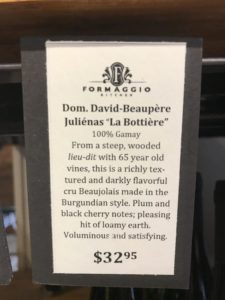 F
FORMAGGIO
KITCHEN
Dom. David-Beaupère
Juliénas "La Bottière"
100% Gamay
From a steep, wooded
lieu-dit with 65 year old
vines, this is a richly tex-
tured and darkly flavorful
cru Beaujolais made in the
Burgundian style. Plum and
black cherry notes; pleasing
hit of loamy earth.
Voluminous and satisfying.
$32.95